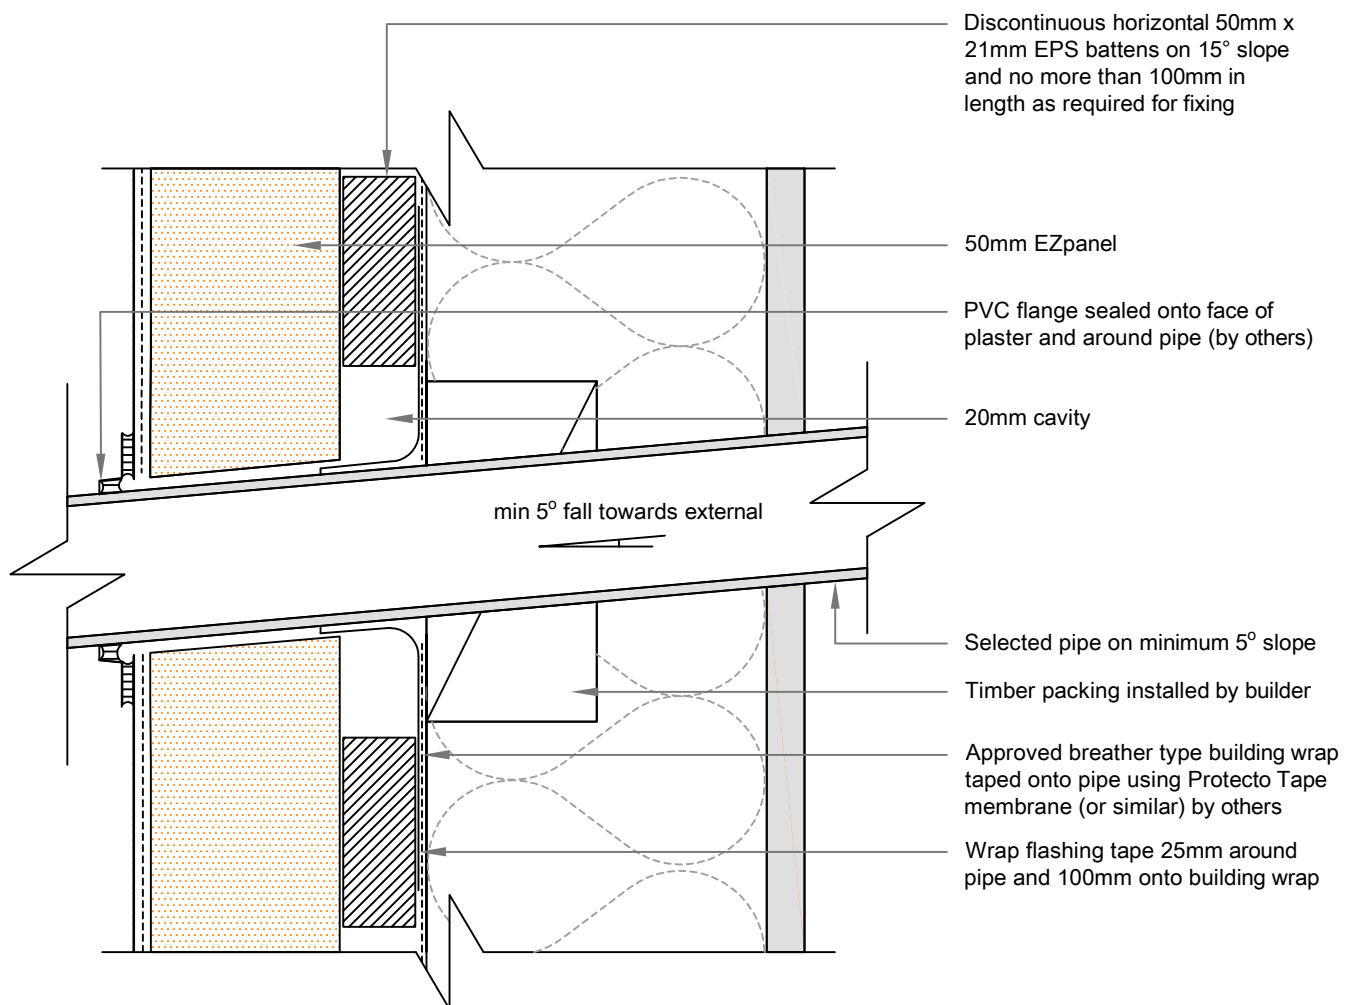 Discontinuous horizontal 50mm x
21mm EPS battens on 15° slope
and no more than 100mm in
length as required for fixing
50mm EZpanel
PVC flange sealed onto face of
plaster and around pipe (by others)
20mm cavity
min 5° fall towards external
Selected pipe on minimum 5° slope
Timber packing installed by builder
Approved breather type building wrap
taped onto pipe using Protecto Tape
membrane (or similar) by others
Wrap flashing tape 25mm around
pipe and 100mm onto building wrap